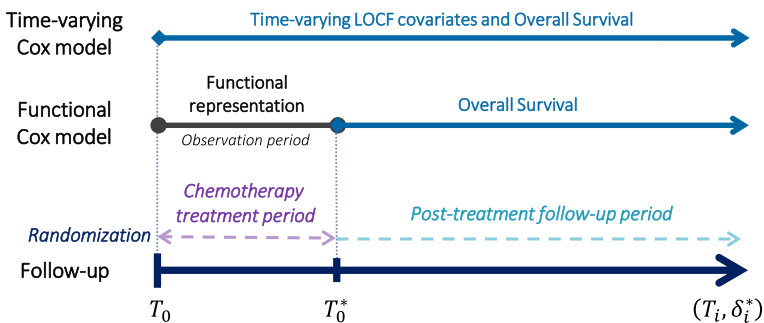 Time-varying
Cox model
Time-varying LOCF covariates and Overall Survival
Functional
Cox model
Functional
representation
Observation period
Overall Survival
Chemotherapy
treatment period
Post-treatment follow-up period
Randomization
Follow-up
T₀
T₀*
(Tᵢ, δᵢ*)